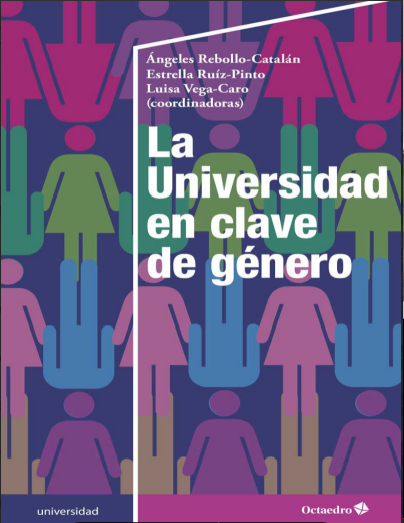 Ángeles Rebollo-Catalán
Estrella Ruíz-Pinto
Luisa Vega-Caro
(coordinadoras)
La
Universidad
en clave
de género
universidad
Octaedro